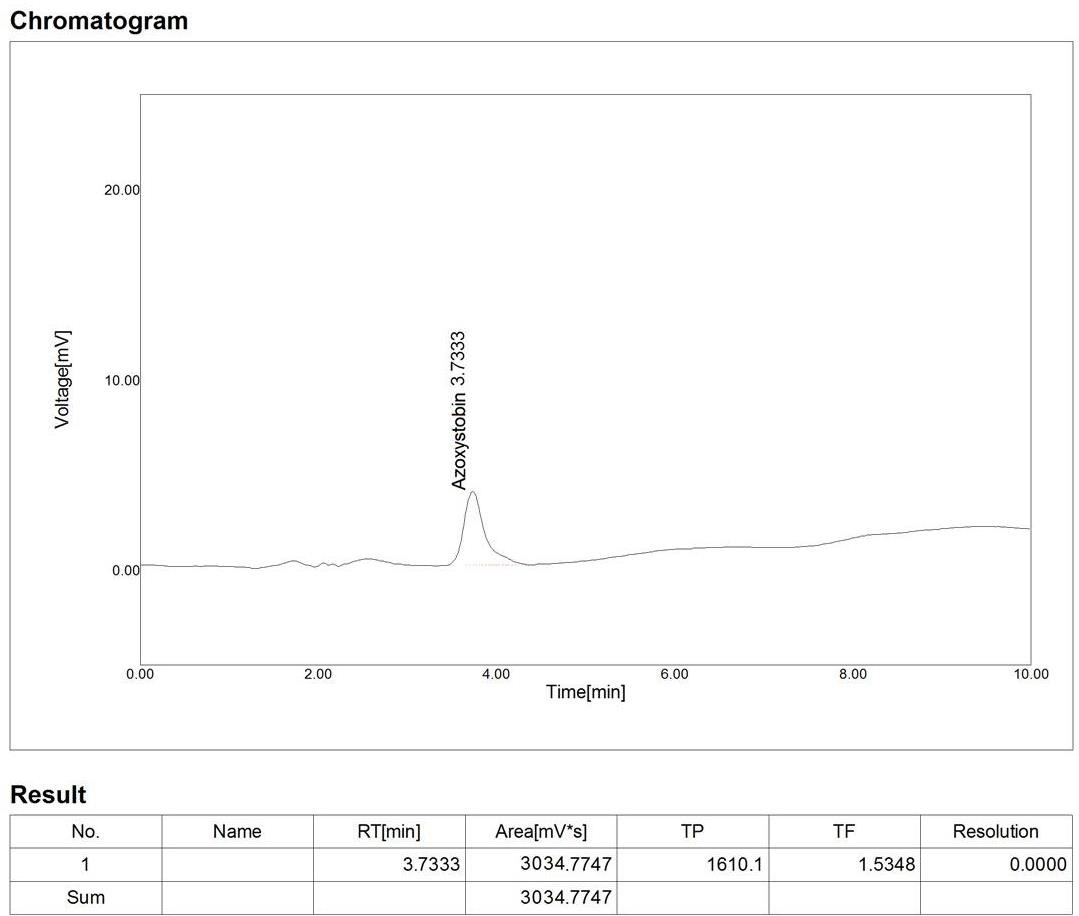 Chromatogram
20.00
10.00
0.00
Voltage[mV]
Azoxystobin 3.7333
0.00 2.00 4.00 6.00 8.00 10.00
Time[min]
Result
No. Name RT[min] Area[mV*s] TP TF Resolution
1 3.7333 3034.7747 1610.1 1.5348 0.0000
Sum 3034.7747